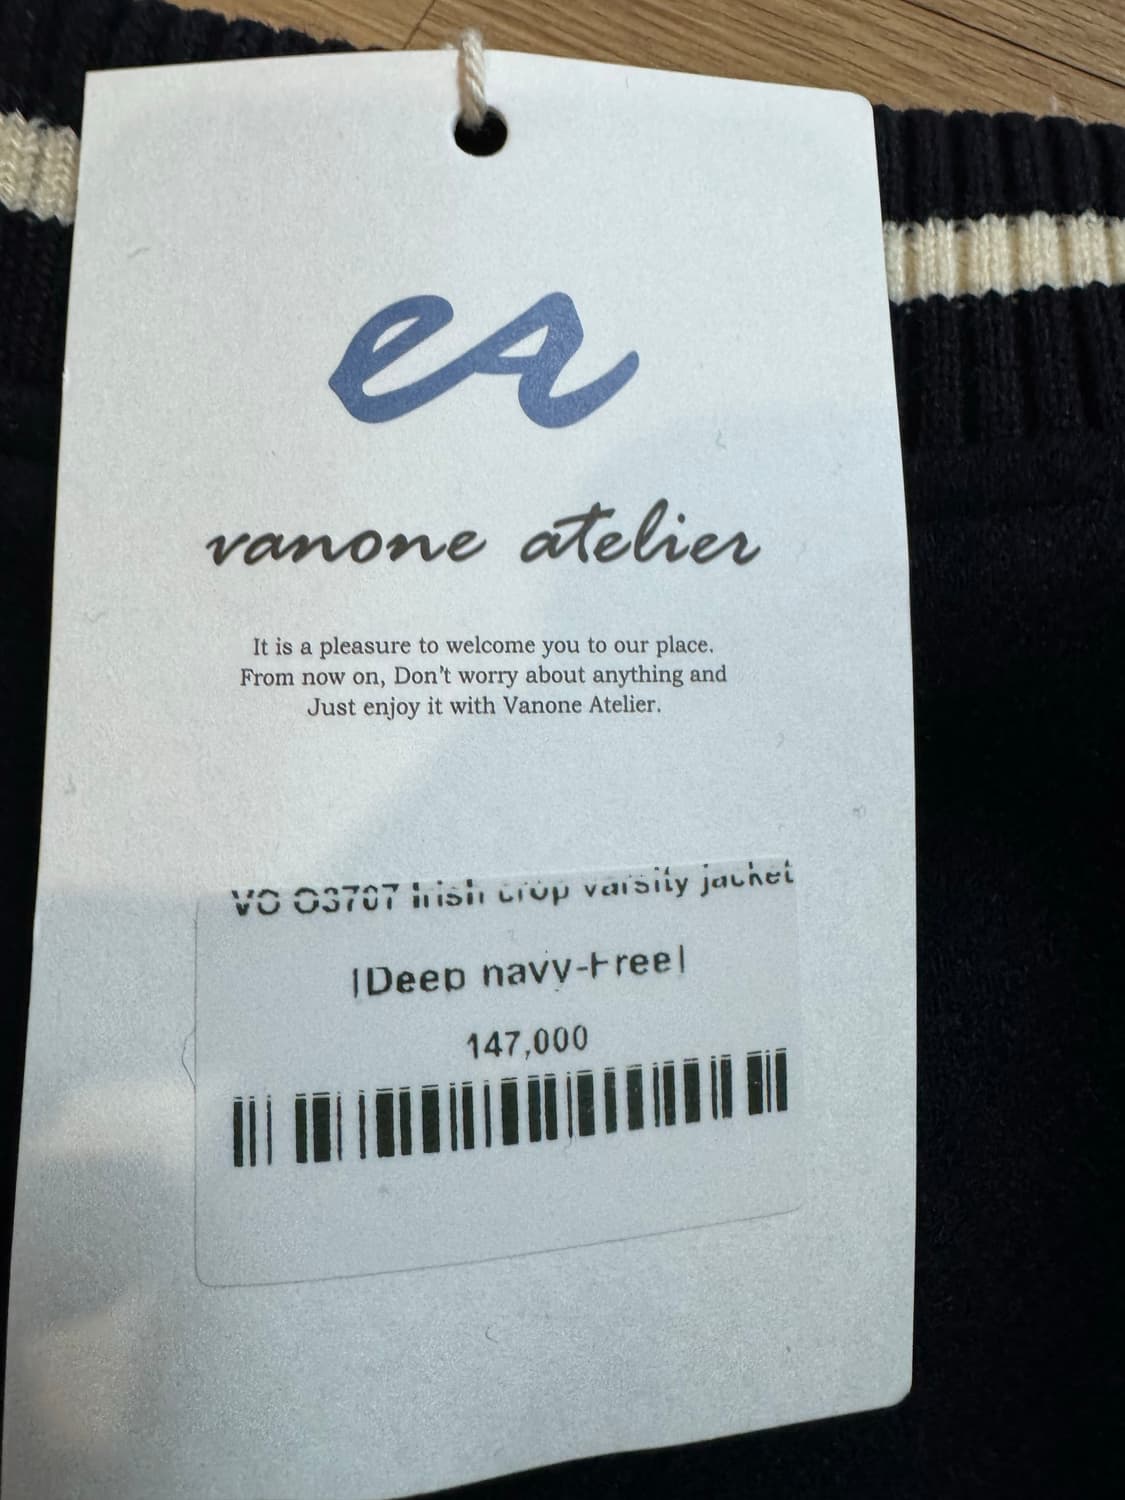 ea
vanone atelier
It is a pleasure to welcome you to our place.
From now on, Don't worry about anything and
Just enjoy it with Vanone Atelier.
VO O3707 Irish crop varsity jacket
|Deep navy-Free|
147,000